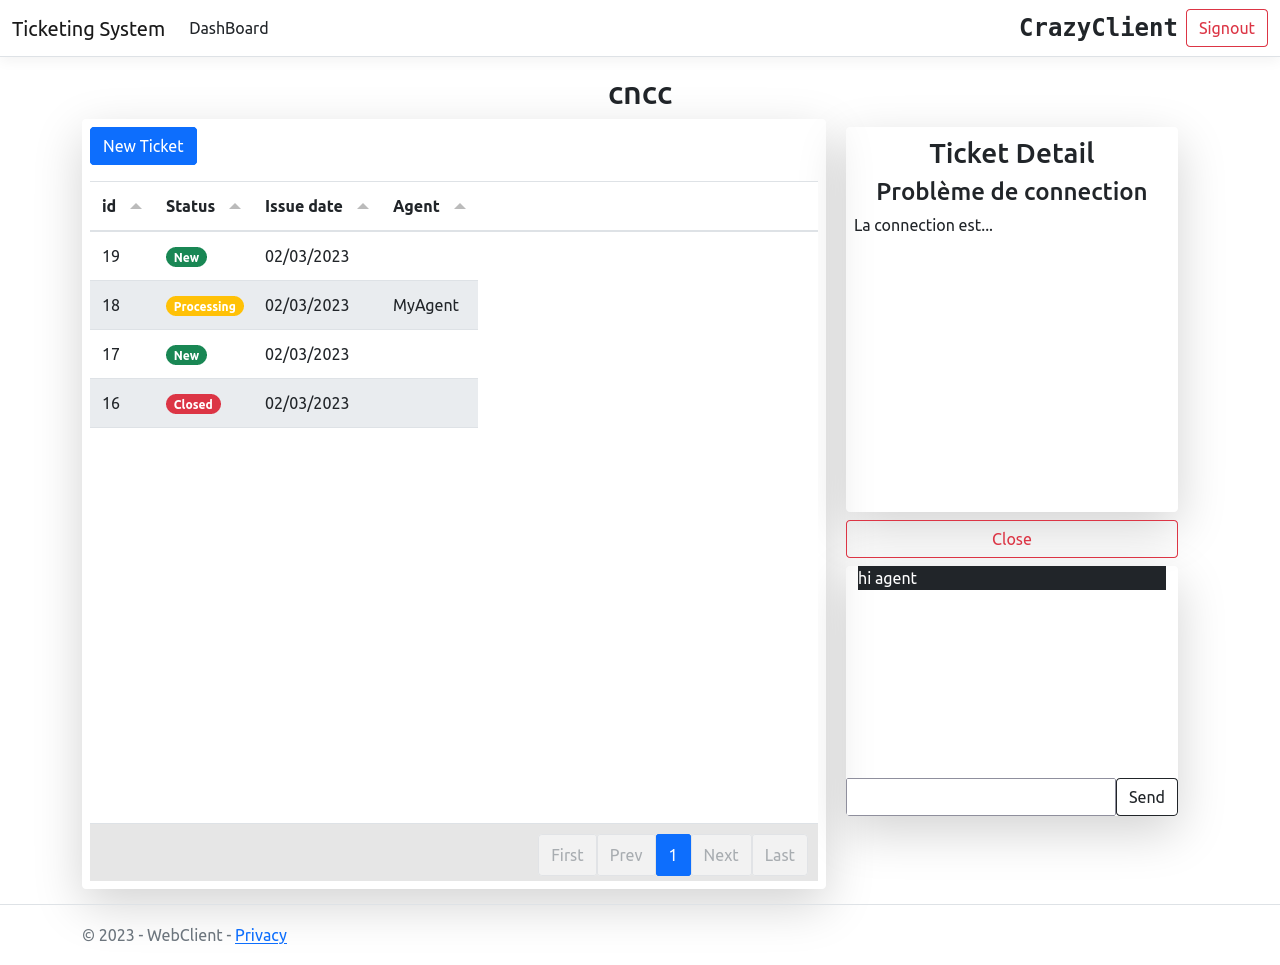 Ticketing System DashBoard CrazyClient Signout
cncc
New Ticket
id Status Issue date Agent
19 New 02/03/2023
18 Processing 02/03/2023 MyAgent
17 New 02/03/2023
16 Closed 02/03/2023
First Prev 1 Next Last
Ticket Detail
Problème de connection
La connection est...
Close
hi agent
Send
© 2023 - WebClient - Privacy